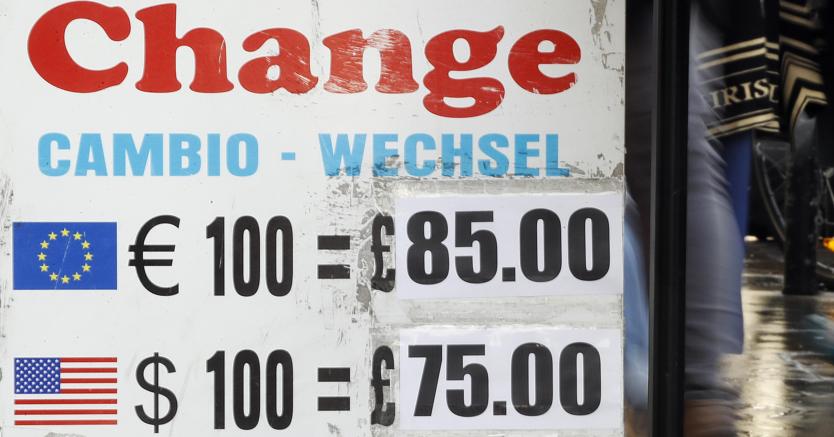 Change
CAMBIO - WECHSEL
€ 100 = £85.00
$ 100 = £75.00